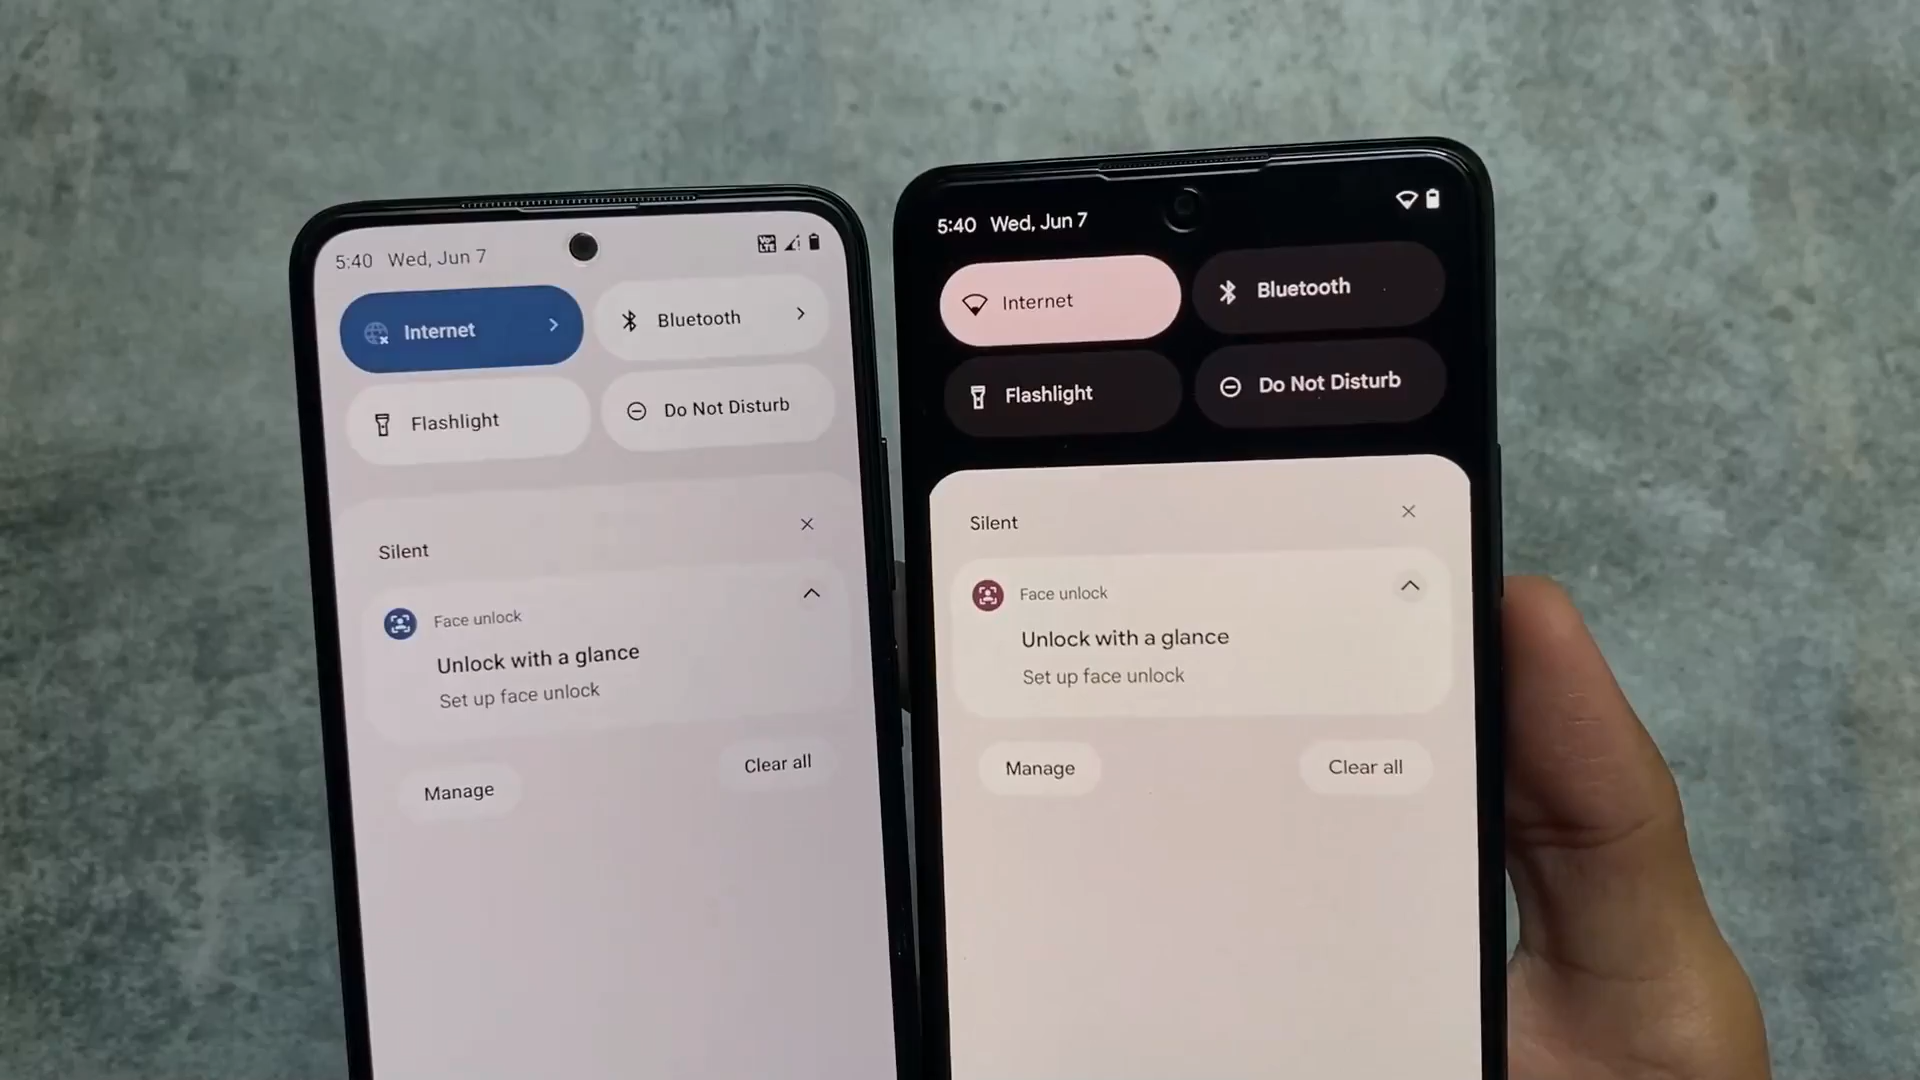 5:40 Wed, Jun 7
Vo LTE
Internet
Bluetooth
Flashlight
Do Not Disturb
Silent
Face unlock
Unlock with a glance
Set up face unlock
Manage
Clear all
5:40 Wed, Jun 7
Internet
Bluetooth
Flashlight
Do Not Disturb
Silent
Face unlock
Unlock with a glance
Set up face unlock
Manage
Clear all